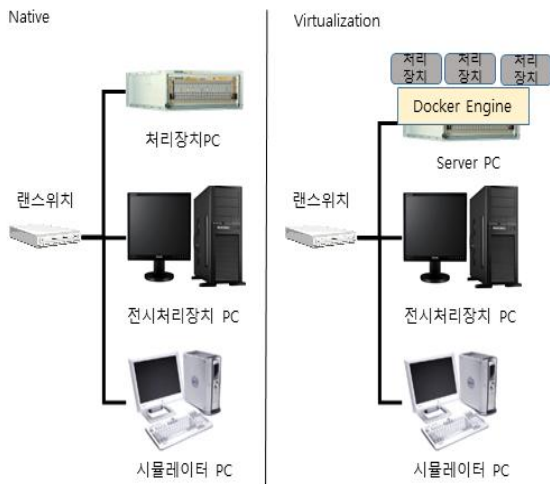 Native
처리장치PC
랜스위치
전시처리장치 PC
시뮬레이터 PC
Virtualization
처리
장치
처리
장치
처리
장치
Docker Engine
Server PC
랜스위치
전시처리장치 PC
시뮬레이터 PC